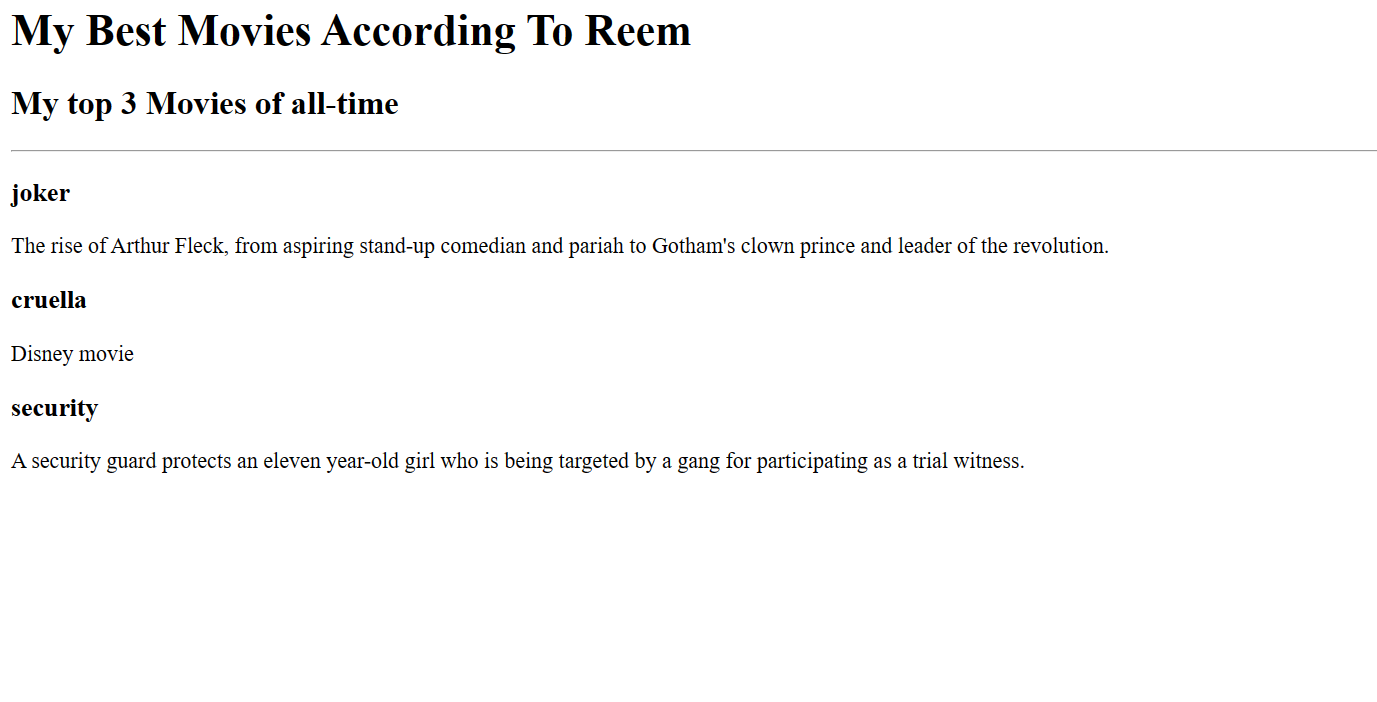 My Best Movies According To Reem
My top 3 Movies of all-time
joker
The rise of Arthur Fleck, from aspiring stand-up comedian and pariah to Gotham's clown prince and leader of the revolution.
cruella
Disney movie
security
A security guard protects an eleven year-old girl who is being targeted by a gang for participating as a trial witness.